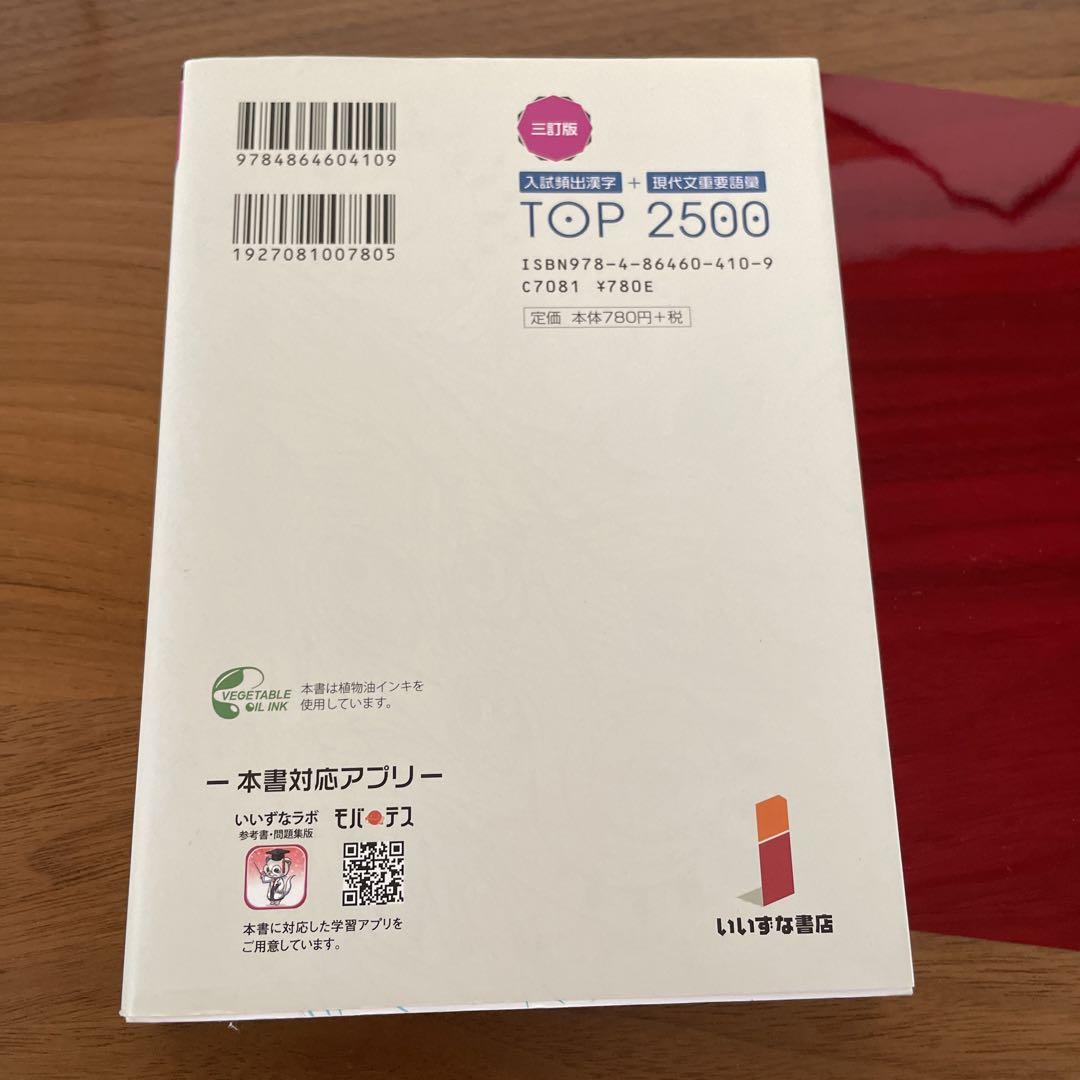 9784864604109
1927081007805
三訂版
入試頻出漢字 + 現代文重要語彙
TOP 2500
ISBN978-4-86460-410-9
C7081 ¥780E
定価 本体780円+税
VEGETABLE
OIL INK
本書は植物油インキを
使用しています。
ー本書対応アプリー
いいずなラボ
参考書・問題集版
モバテス
本書に対応した学習アプリを
ご用意しています。
いいずな書店